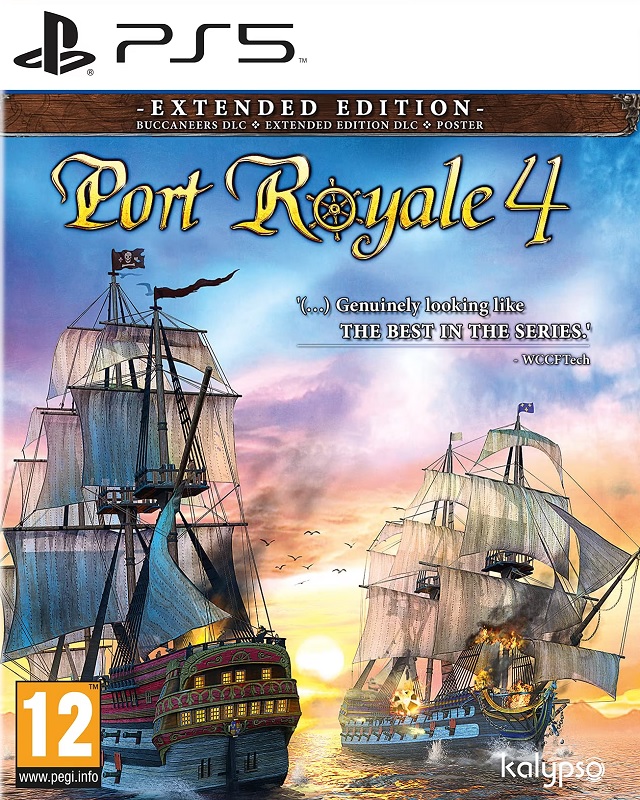 PS5
-EXTENDED EDITION-
BUCCANEERS DLC ❖ EXTENDED EDITION DLC ❖ POSTER
Port Royale 4
'(...) Genuinely looking like
THE BEST IN THE SERIES.'
- WCCFTech
12
www.pegi.info
kalypso